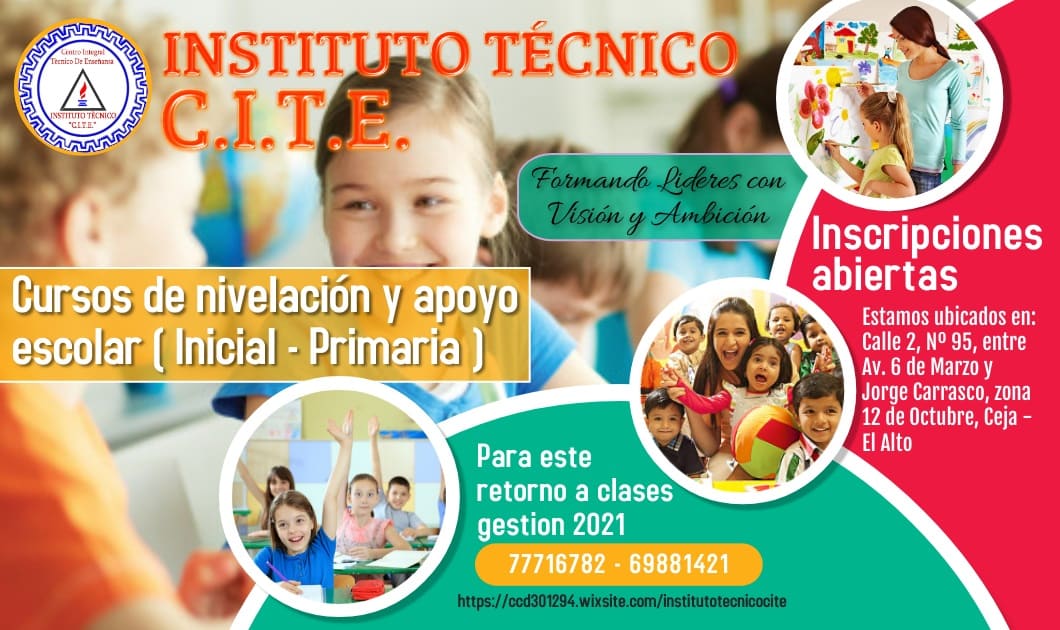 Centro Integral
Técnico De Enseñansa
INSTITUTO TÉCNICO
"C.I.T.E."
INSTITUTO TÉCNICO
C.I.T.E.
Formando Lideres con
Visión y Ambición
Cursos de nivelación y apoyo
escolar ( Inicial - Primaria )
Inscripciones
abiertas
Estamos ubicados en:
Calle 2, Nº 95, entre
Av. 6 de Marzo y
Jorge Carrasco, zona
12 de Octubre, Ceja -
El Alto
Para este
retorno a clases
gestion 2021
77716782 - 69881421
https://ccd301294.wixsite.com/institutotecnicocite